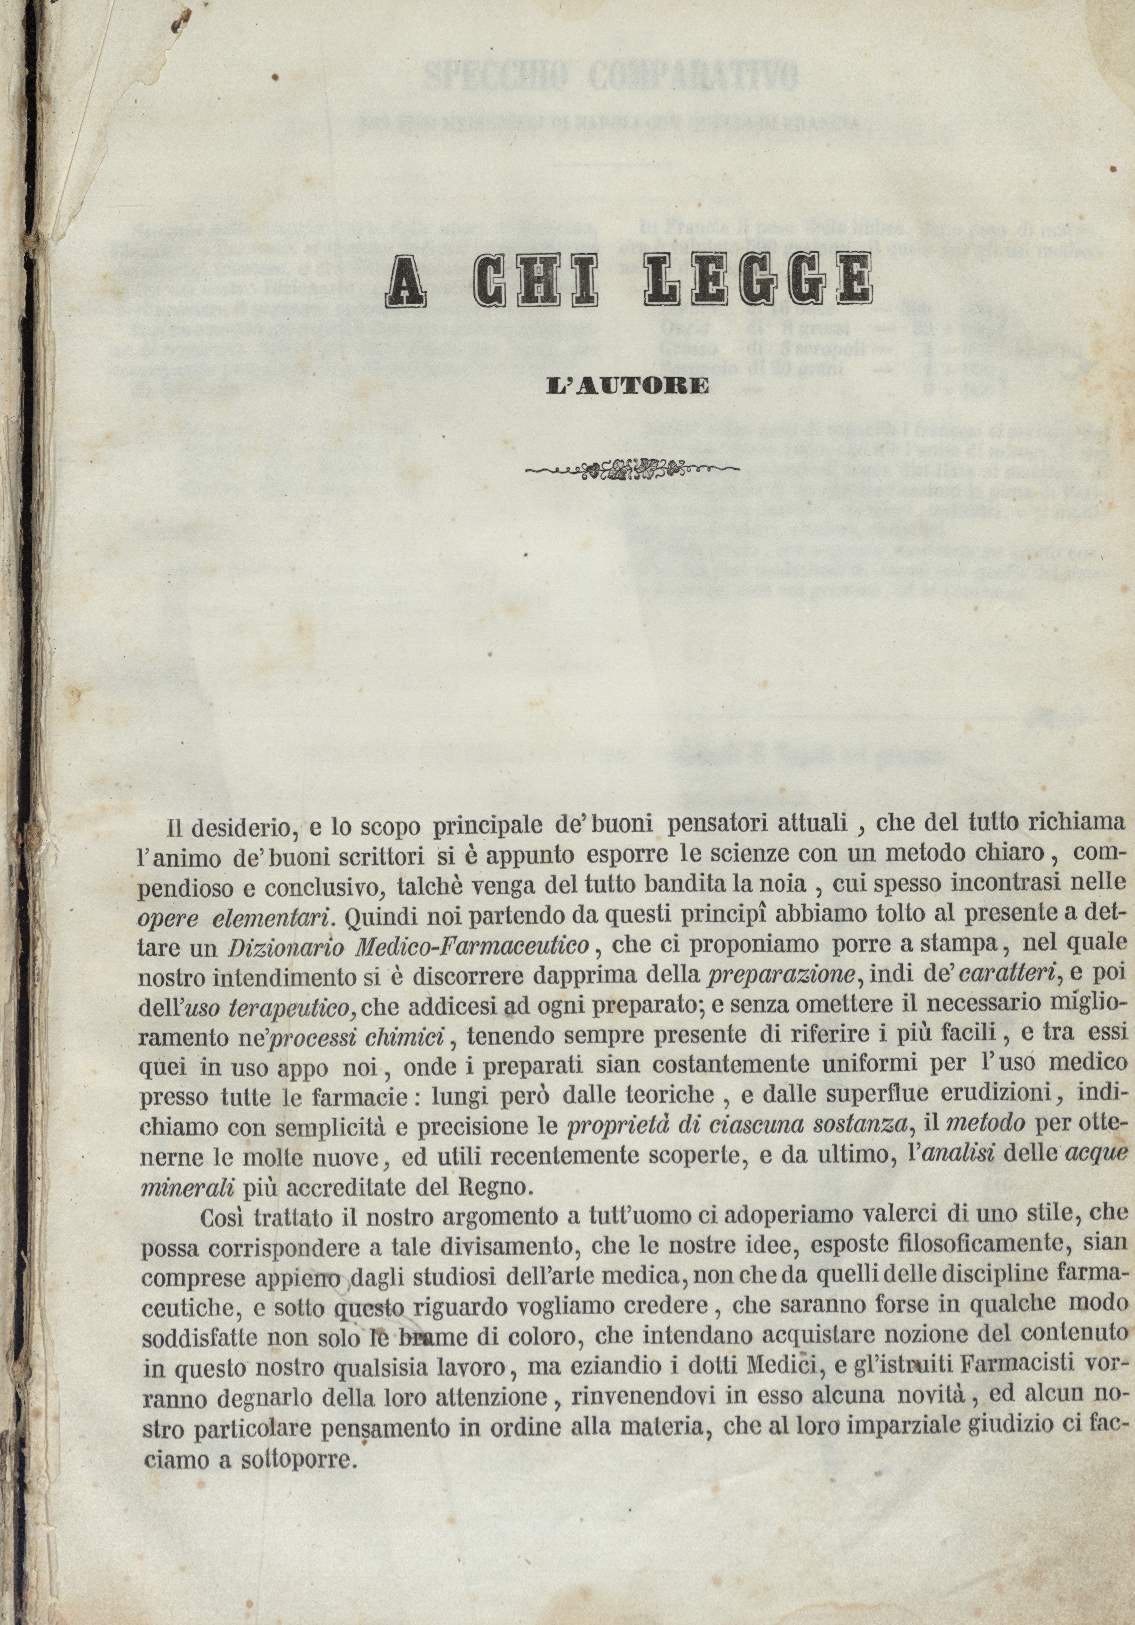 A CHI LEGGE
L'AUTORE
Il desiderio, e lo scopo principale de' buoni pensatori attuali, che del tutto richiama
l'animo de' buoni scrittori si è appunto esporre le scienze con un metodo chiaro, com-
pendioso e conclusivo, talchè venga del tutto bandita la noia, cui spesso incontrasi nelle
opere elementari. Quindi noi partendo da questi principî abbiamo tolto al presente a det-
tare un Dizionario Medico-Farmaceutico, che ci proponiamo porre a stampa, nel quale
nostro intendimento si è discorrere dapprima della preparazione, indi de' caratteri, e poi
dell'uso terapeutico, che addicesi ad ogni preparato; e senza omettere il necessario miglio-
ramento ne' processi chimici, tenendo sempre presente di riferire i più facili, e tra essi
quei in uso appo noi, onde i preparati sian costantemente uniformi per l'uso medico
presso tutte le farmacie: lungi però dalle teoriche, e dalle superflue erudizioni, indi-
chiamo con semplicità e precisione le proprietà di ciascuna sostanza, il metodo per otte-
nerne le molte nuove, ed utili recentemente scoperte, e da ultimo, l'analisi delle acque
minerali più accreditate del Regno.
Così trattato il nostro argomento a tutt'uomo ci adoperiamo valerci di uno stile, che
possa corrispondere a tale divisamento, che le nostre idee, esposte filosoficamente, sian
comprese appieno dagli studiosi dell'arte medica, non che da quelli delle discipline farma-
ceutiche, e sotto questo riguardo vogliamo credere, che saranno forse in qualche modo
soddisfatte non solo le brame di coloro, che intendano acquistare nozione del contenuto
in questo nostro qualsisia lavoro, ma eziandio i dotti Medici, e gl'istruiti Farmacisti vor-
ranno degnarlo della loro attenzione, rinvenendovi in esso alcuna novità, ed alcun no-
stro particolare pensamento in ordine alla materia, che al loro imparziale giudizio ci fac-
ciamo a sottoporre.